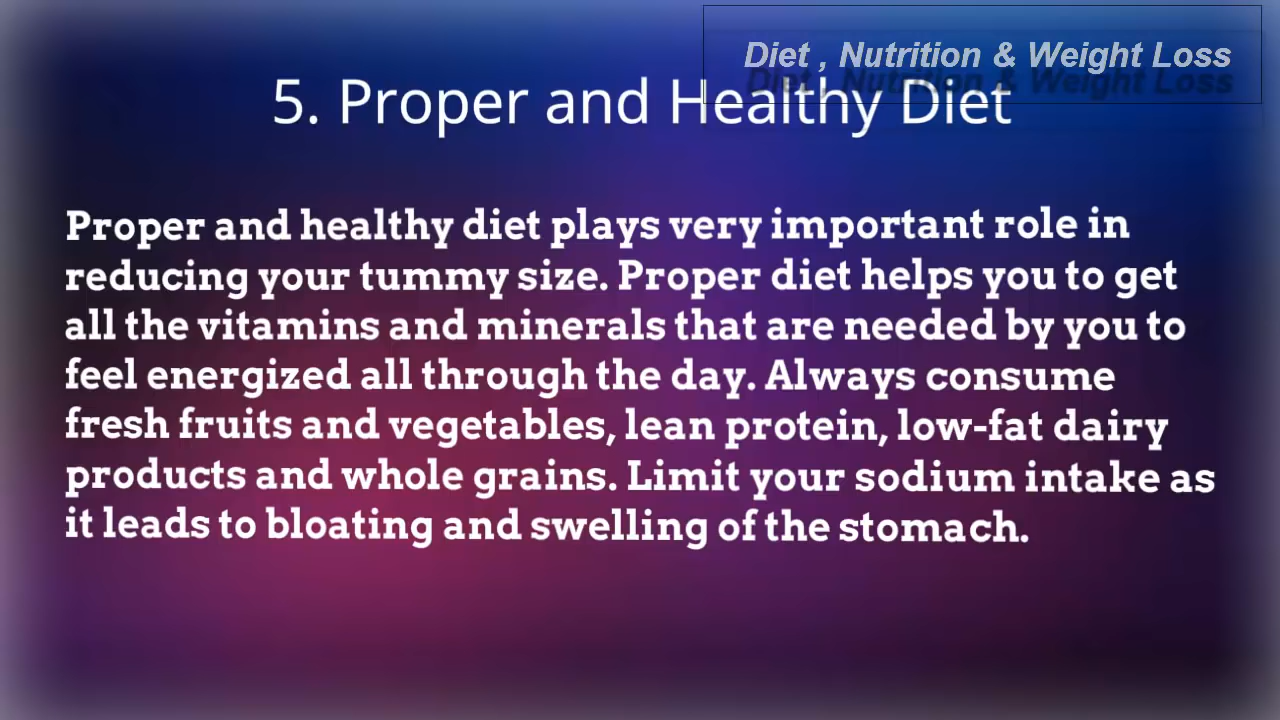 Diet , Nutrition & Weight Loss
5. Proper and Healthy Diet
Proper and healthy diet plays very important role in
reducing your tummy size. Proper diet helps you to get
all the vitamins and minerals that are needed by you to
feel energized all through the day. Always consume
fresh fruits and vegetables, lean protein, low-fat dairy
products and whole grains. Limit your sodium intake as
it leads to bloating and swelling of the stomach.